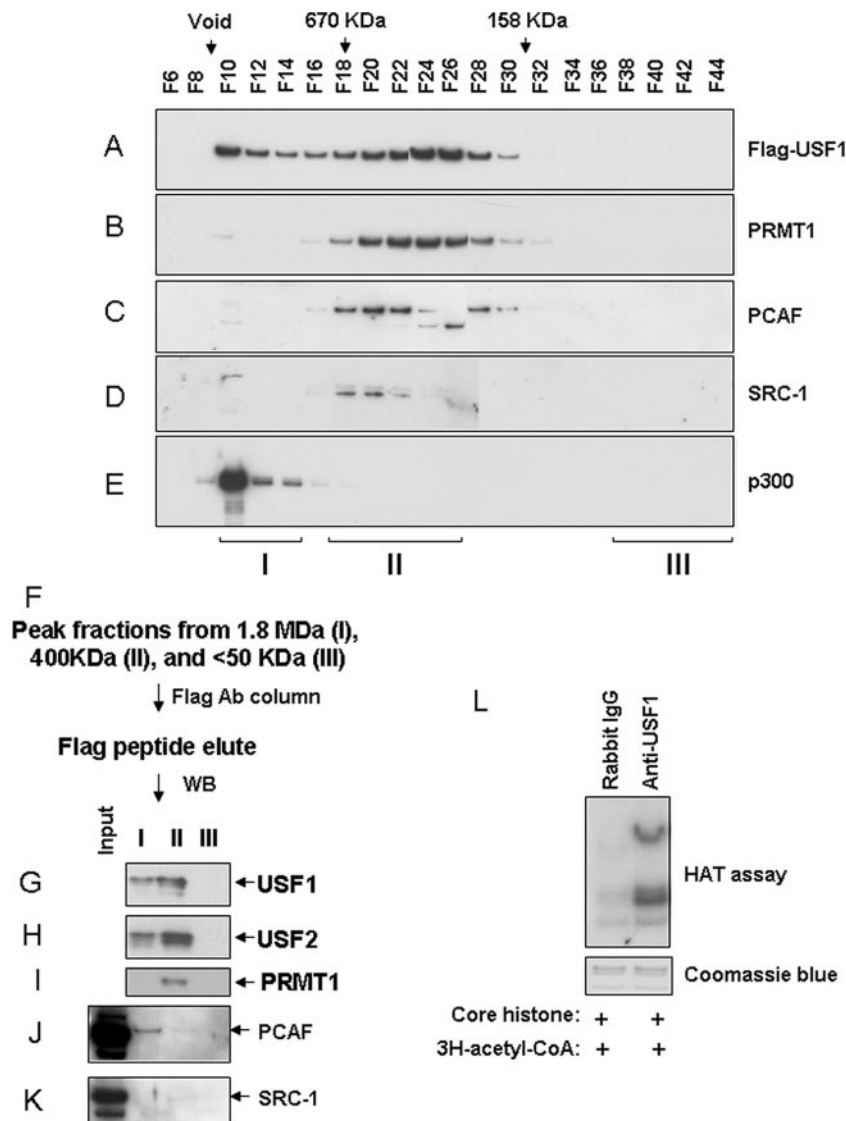 Void 670 KDa 158 KDa
F6 F8 F10 F12 F14 F16 F18 F20 F22 F24 F26 F28 F30 F32 F34 F36 F38 F40 F42 F44
A Flag-USF1
B PRMT1
C PCAF
D SRC-1
E p300
I II III
F
Peak fractions from 1.8 MDa (I),
400KDa (II), and <50 KDa (III)
Flag Ab column
Flag peptide elute
WB
Input I II III
G USF1
H USF2
I PRMT1
J PCAF
K SRC-1
L
Rabbit IgG Anti-USF1
HAT assay
Coomassie blue
Core histone: + +
3H-acetyl-CoA: + +